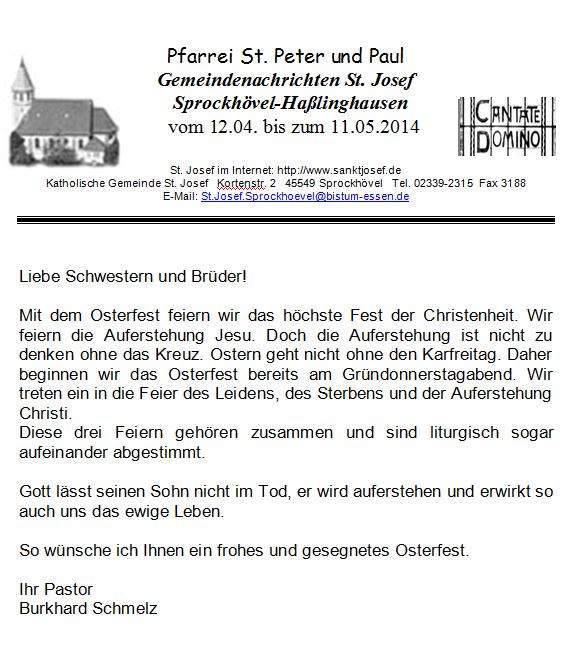 Pfarrei St. Peter und Paul
Gemeindenachrichten St. Josef
Sprockhövel-Haßlinghausen
vom 12.04. bis zum 11.05.2014
CANTATE
DOMINO
St. Josef im Internet: http://www.sanktjosef.de
Katholische Gemeinde St. Josef Kortenstr. 2 45549 Sprockhövel Tel. 02339-2315 Fax 3188
E-Mail: St.Josef.Sprockhoevel@bistum-essen.de
Liebe Schwestern und Brüder!
Mit dem Osterfest feiern wir das höchste Fest der Christenheit. Wir
feiern die Auferstehung Jesu. Doch die Auferstehung ist nicht zu
denken ohne das Kreuz. Ostern geht nicht ohne den Karfreitag. Daher
beginnen wir das Osterfest bereits am Gründonnerstagabend. Wir
treten ein in die Feier des Leidens, des Sterbens und der Auferstehung
Christi.
Diese drei Feiern gehören zusammen und sind liturgisch sogar
aufeinander abgestimmt.
Gott lässt seinen Sohn nicht im Tod, er wird auferstehen und erwirkt so
auch uns das ewige Leben.
So wünsche ich Ihnen ein frohes und gesegnetes Osterfest.
Ihr Pastor
Burkhard Schmelz